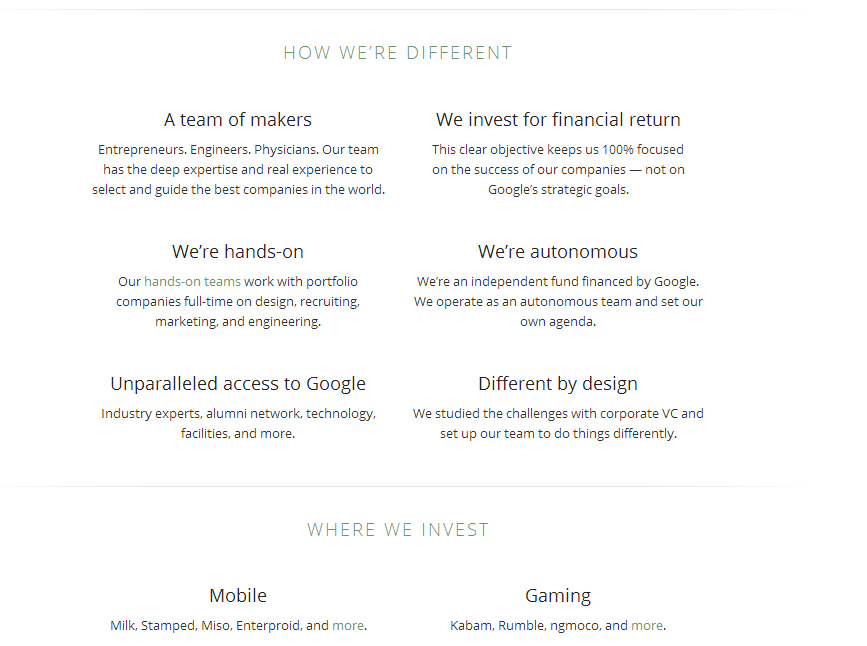 HOW WE’RE DIFFERENT
A team of makers
Entrepreneurs. Engineers. Physicians. Our team
has the deep expertise and real experience to
select and guide the best companies in the world.
We invest for financial return
This clear objective keeps us 100% focused
on the success of our companies — not on
Google’s strategic goals.
We’re hands-on
Our hands-on teams work with portfolio
companies full-time on design, recruiting,
marketing, and engineering.
We’re autonomous
We’re an independent fund financed by Google.
We operate as an autonomous team and set our
own agenda.
Unparalleled access to Google
Industry experts, alumni network, technology,
facilities, and more.
Different by design
We studied the challenges with corporate VC and
set up our team to do things differently.
WHERE WE INVEST
Mobile
Milk, Stamped, Miso, Enterproid, and more.
Gaming
Kabam, Rumble, ngmoco, and more.